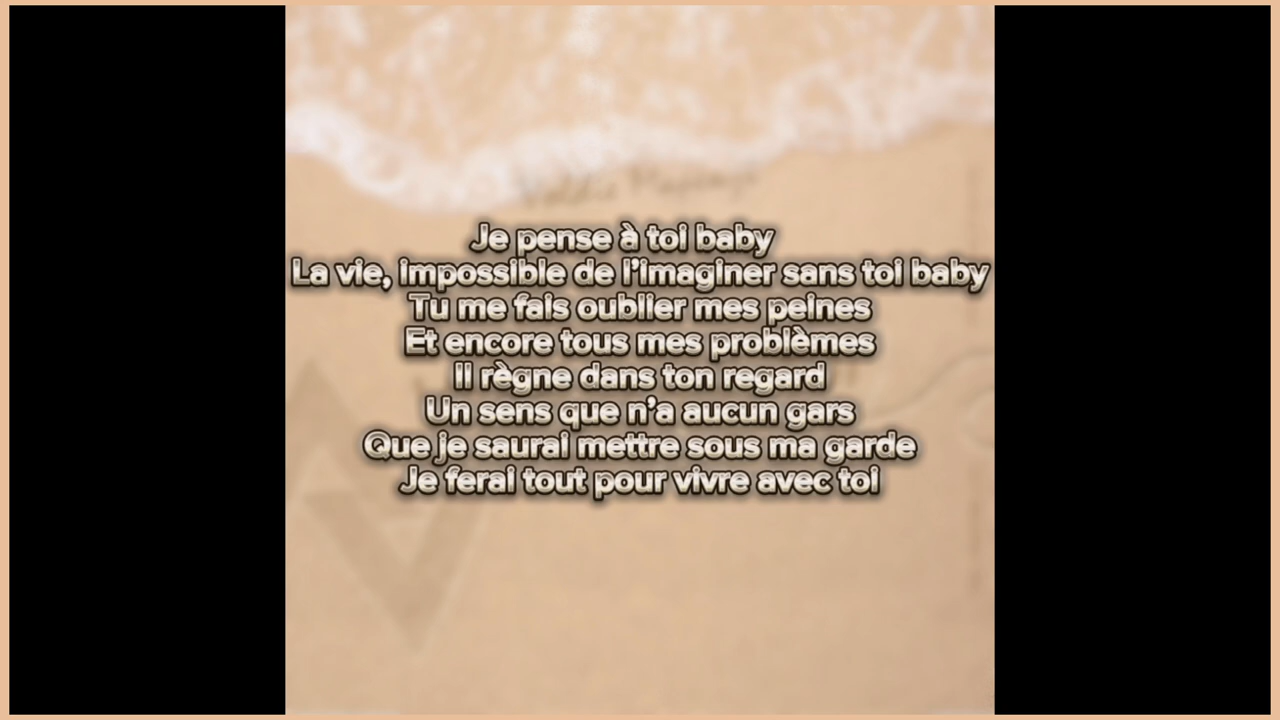 Je pense à toi baby
La vie, impossible de l’imaginer sans toi baby
Tu me fais oublier mes peines
Et encore tous mes problèmes
Il règne dans ton regard
Un sens que n’a aucun gars
Que je saurai mettre sous ma garde
Je ferai tout pour vivre avec toi